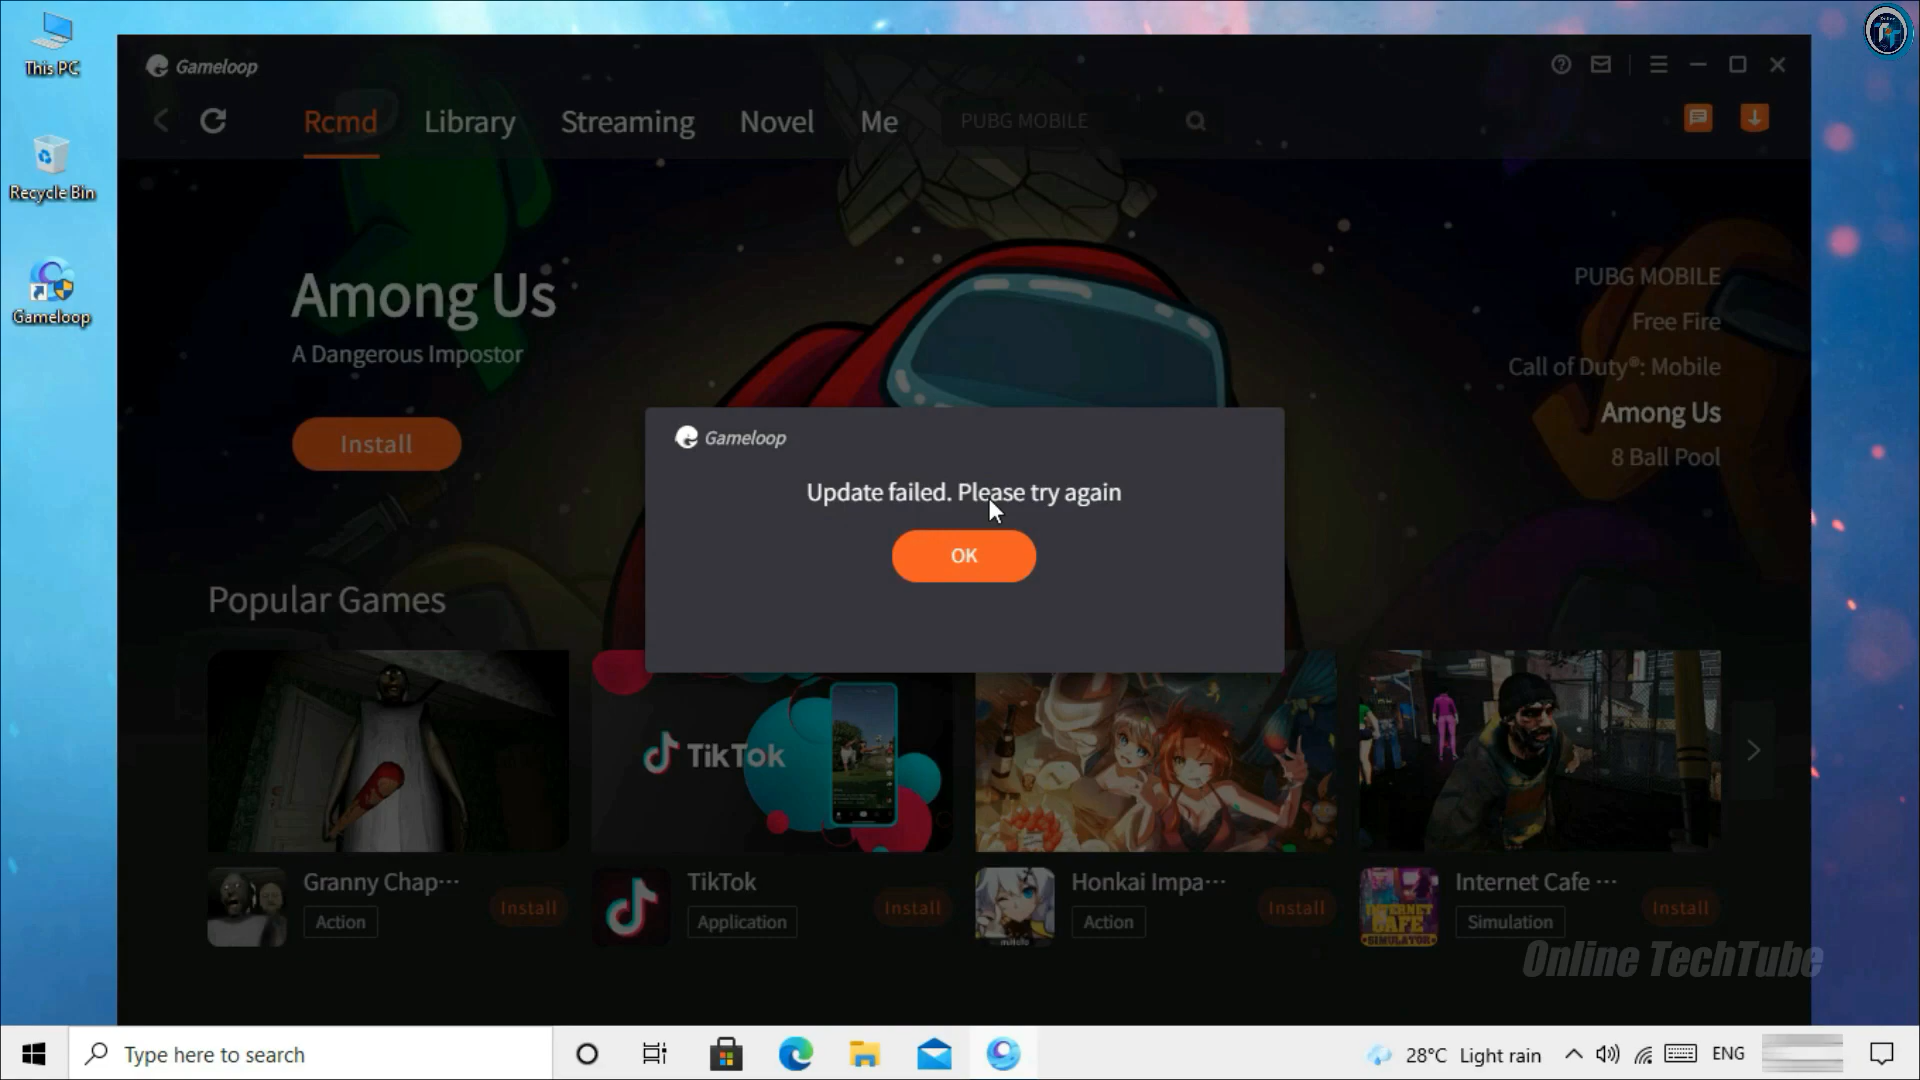 This PC
Recycle Bin
Gameloop
Gameloop
Rcmd
Library
Streaming
Novel
Me
PUBG MOBILE
Among Us
A Dangerous Impostor
Install
PUBG MOBILE
Free Fire
Call of Duty®: Mobile
Among Us
8 Ball Pool
Gameloop
Update failed. Please try again
OK
Popular Games
TikTok
Granny Chap···
Action
Install
TikTok
Application
Install
Honkai Impa···
Action
Install
INTERNET
CAFE
SIMULATOR
Internet Cafe ···
Simulation
Install
Online TechTube
Type here to search
28°C Light rain
ENG